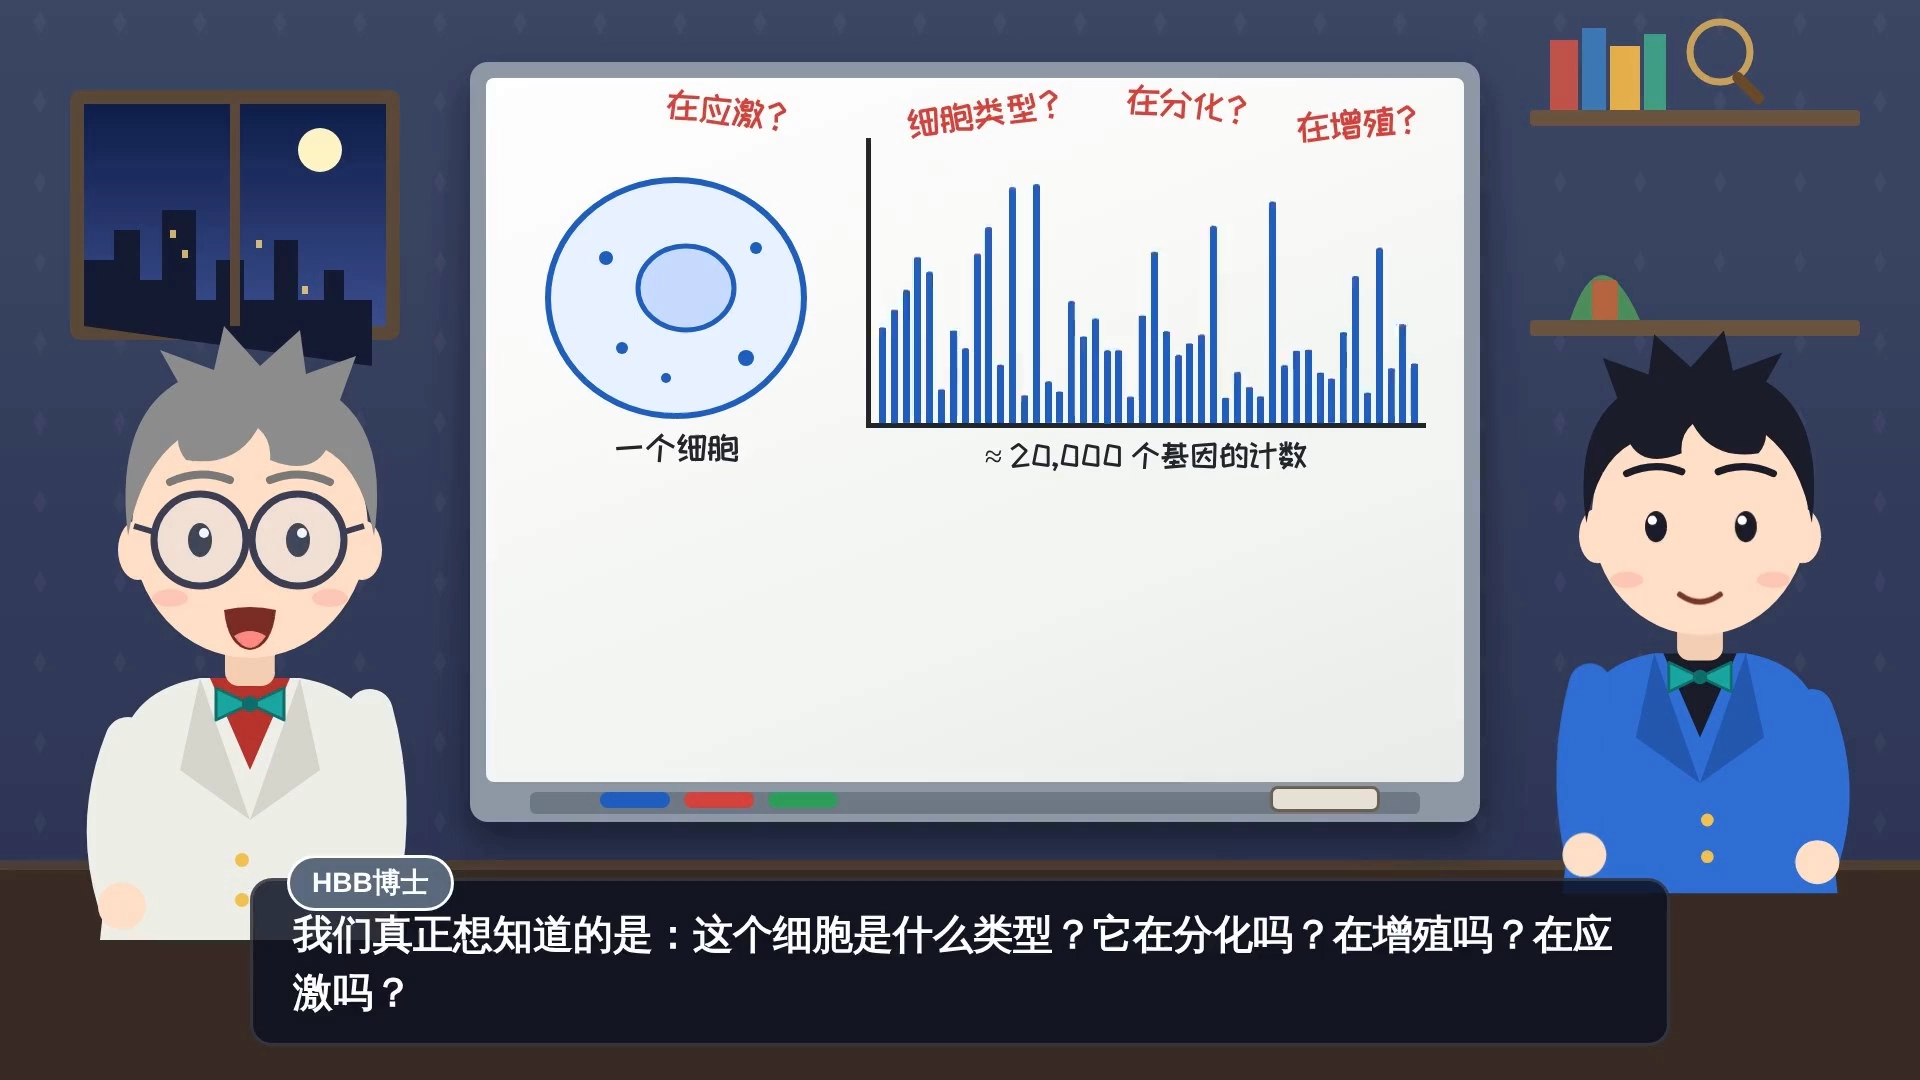 在应激？
细胞类型？
在分化？
在增殖？
一个细胞
≈ 20,000 个基因的计数
HBB博士
我们真正想知道的是：这个细胞是什么类型？它在分化吗？在增殖吗？在应
激吗？